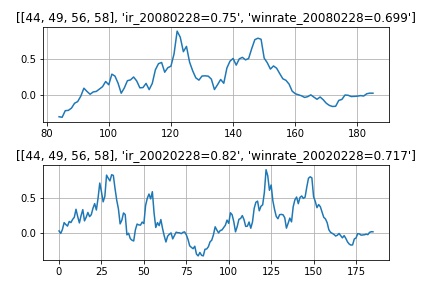 [[44, 49, 56, 58], 'ir_20080228=0.75', 'winrate_20080228=0.699']
0.5
0.0
80 100 120 140 160 180
[[44, 49, 56, 58], 'ir_20020228=0.82', 'winrate_20020228=0.717']
0.5
0.0
0 25 50 75 100 125 150 175